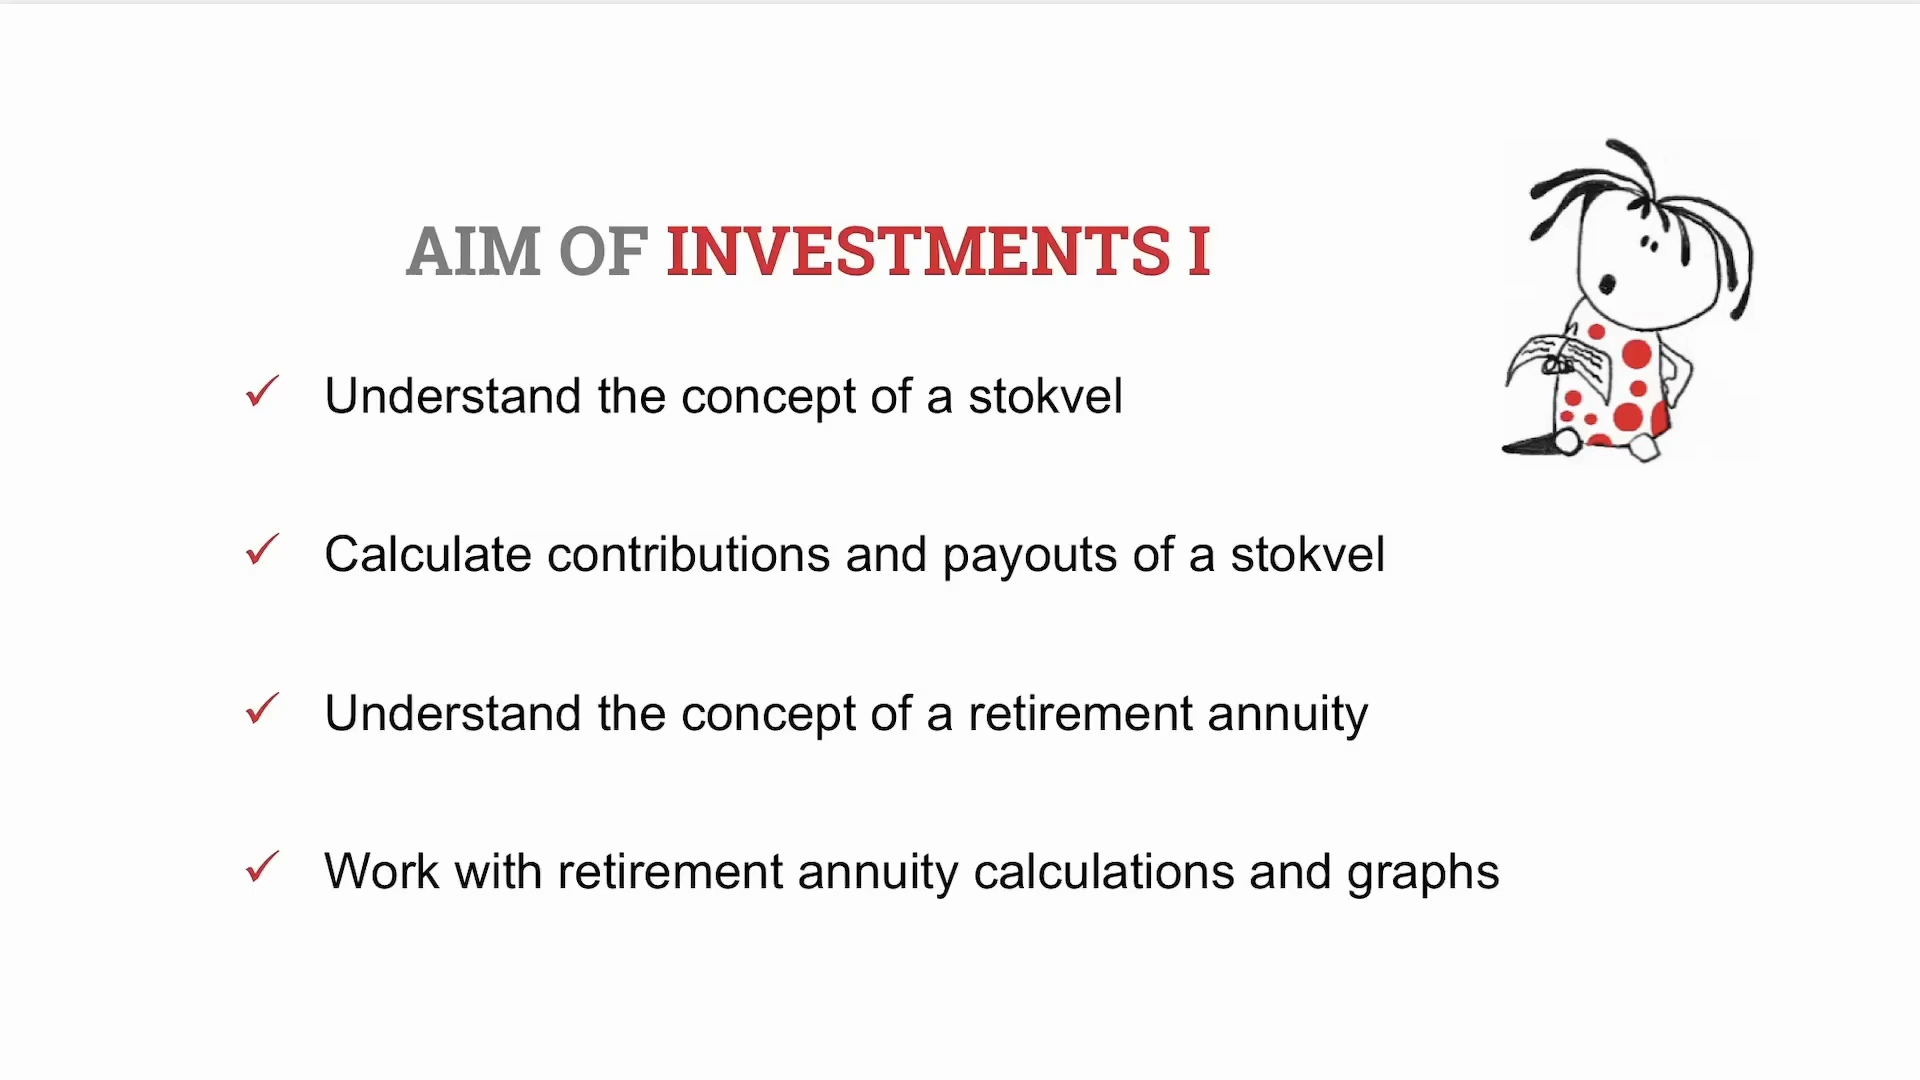 AIM OF INVESTMENTS I
Understand the concept of a stokvel
Calculate contributions and payouts of a stokvel
Understand the concept of a retirement annuity
Work with retirement annuity calculations and graphs